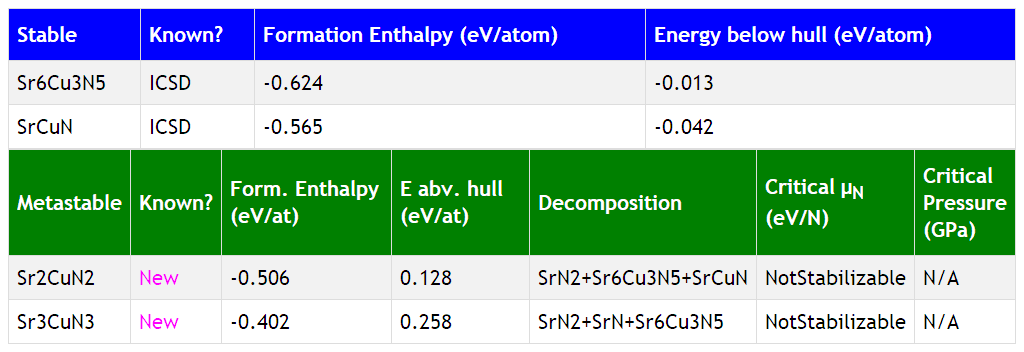 Stable Known? Formation Enthalpy (eV/atom) Energy below hull (eV/atom)
Sr6Cu3N5 ICSD -0.624 -0.013
SrCuN ICSD -0.565 -0.042
Metastable Known? Form. Enthalpy (eV/at) E abv. hull (eV/at) Decomposition Critical μN (eV/N) Critical Pressure (GPa)
Sr2CuN2 New -0.506 0.128 SrN2+Sr6Cu3N5+SrCuN NotStabilizable N/A
Sr3CuN3 New -0.402 0.258 SrN2+SrN+Sr6Cu3N5 NotStabilizable N/A